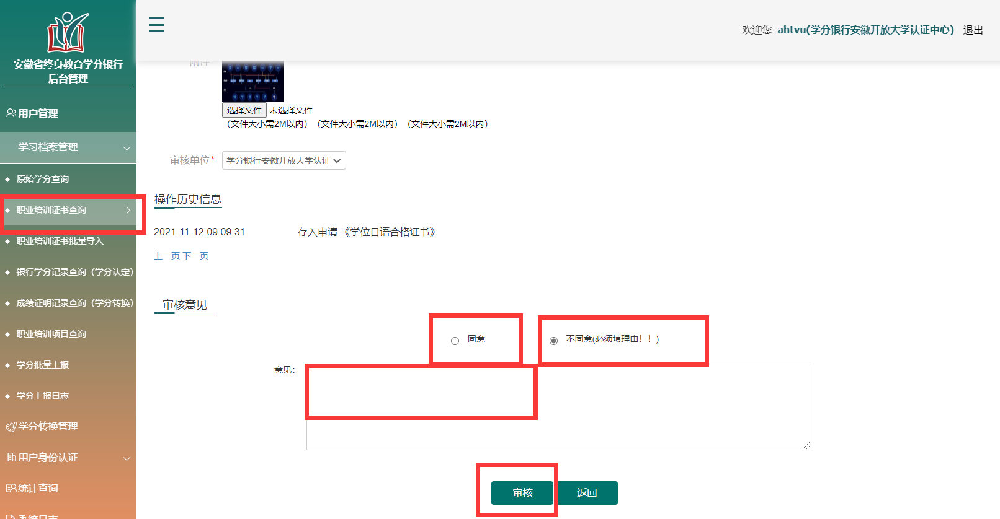 安徽省终身教育学分银行
后台管理
用户管理
学习档案管理
原始学分查询
职业培训证书查询
职业培训证书批量导入
银行学分记录查询（学分认定）
成绩证明记录查询（学分转换）
职业培训项目查询
学分批量上报
学分上报日志
学分转换管理
用户身份认证
统计查询
系统日志
欢迎您: ahtvu(学分银行安徽开放大学认证中心) 退出
附件
选择文件 未选择文件
（文件大小需2M以内）（文件大小需2M以内）（文件大小需2M以内）
审核单位* 学分银行安徽开放大学认证
操作历史信息
2021-11-12 09:09:31 存入申请:《学位日语合格证书》
上一页 下一页
审核意见
同意 不同意(必须填理由！！)
意见：
审核 返回